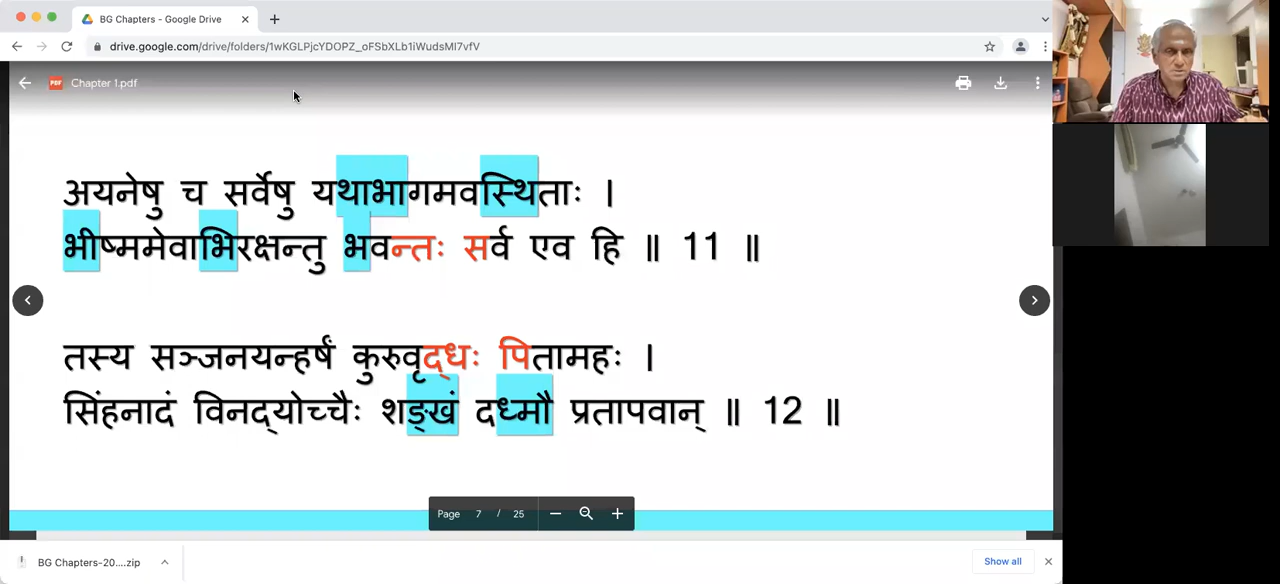 BG Chapters - Google Drive
drive.google.com/drive/folders/1wKGLPjcYDOPZ_oFSbXLb1iWudsMI7vfV
PDF Chapter 1.pdf
अयनेषु च सर्वेषु यथाभागमवस्थिताः ।
भीष्ममेवाभिरक्षन्तु भवन्तः सर्व एव हि ॥ 11 ॥
तस्य सञ्जनयन्हर्षं कुरुवृद्धः पितामहः ।
सिंहनादं विनद्योच्चैः शङ्खं दध्मौ प्रतापवान् ॥ 12 ॥
Page 7 / 25
BG Chapters-20....zip
Show all